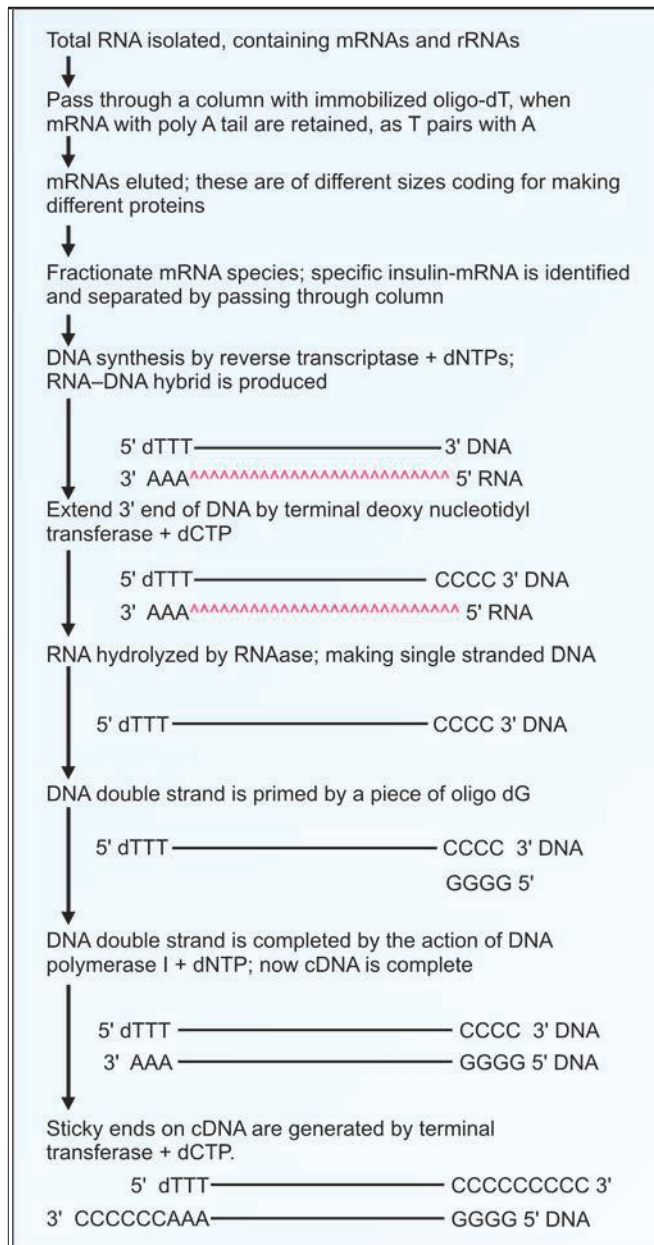 Total RNA isolated, containing mRNAs and rRNAs
Pass through a column with immobilized oligo-dT, when
mRNA with poly A tail are retained, as T pairs with A
mRNAs eluted; these are of different sizes coding for making
different proteins
Fractionate mRNA species; specific insulin-mRNA is identified
and separated by passing through column
DNA synthesis by reverse transcriptase + dNTPs;
RNA–DNA hybrid is produced
5' dTTT 3' DNA
3' AAA^^^^^^^^^^^^^^^^^^^^^^^^^^ 5' RNA
Extend 3' end of DNA by terminal deoxy nucleotidyl
transferase + dCTP
5' dTTT CCCC 3' DNA
3' AAA^^^^^^^^^^^^^^^^^^^^^^^^^^^ 5' RNA
RNA hydrolyzed by RNAase; making single stranded DNA
5' dTTT CCCC 3' DNA
DNA double strand is primed by a piece of oligo dG
5' dTTT CCCC 3' DNA
GGGG 5'
DNA double strand is completed by the action of DNA
polymerase I + dNTP; now cDNA is complete
5' dTTT CCCC 3' DNA
3' AAA GGGG 5' DNA
Sticky ends on cDNA are generated by terminal
transferase + dCTP.
5' dTTT CCCCCCCCC 3'
3' CCCCCCAAA GGGG 5' DNA